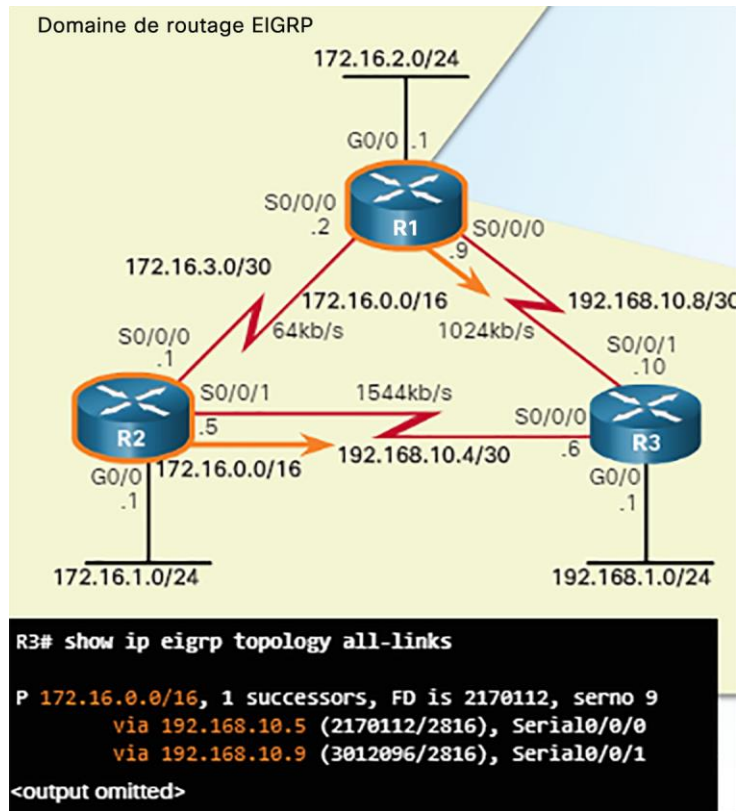 Domaine de routage EIGRP
172.16.2.0/24
G0/0 .1
S0/0/0
.2
R1
S0/0/0
.9
172.16.3.0/30
172.16.0.0/16
192.168.10.8/30
64kb/s
1024kb/s
S0/0/0
.1
S0/0/1
.10
S0/0/1
1544kb/s
S0/0/0
R2
.5
.6
R3
172.16.0.0/16
192.168.10.4/30
G0/0
.1
G0/0
.1
172.16.1.0/24
192.168.1.0/24
R3# show ip eigrp topology all-links
P 172.16.0.0/16, 1 successors, FD is 2170112, serno 9
via 192.168.10.5 (2170112/2816), Serial0/0/0
via 192.168.10.9 (3012096/2816), Serial0/0/1
<output omitted>